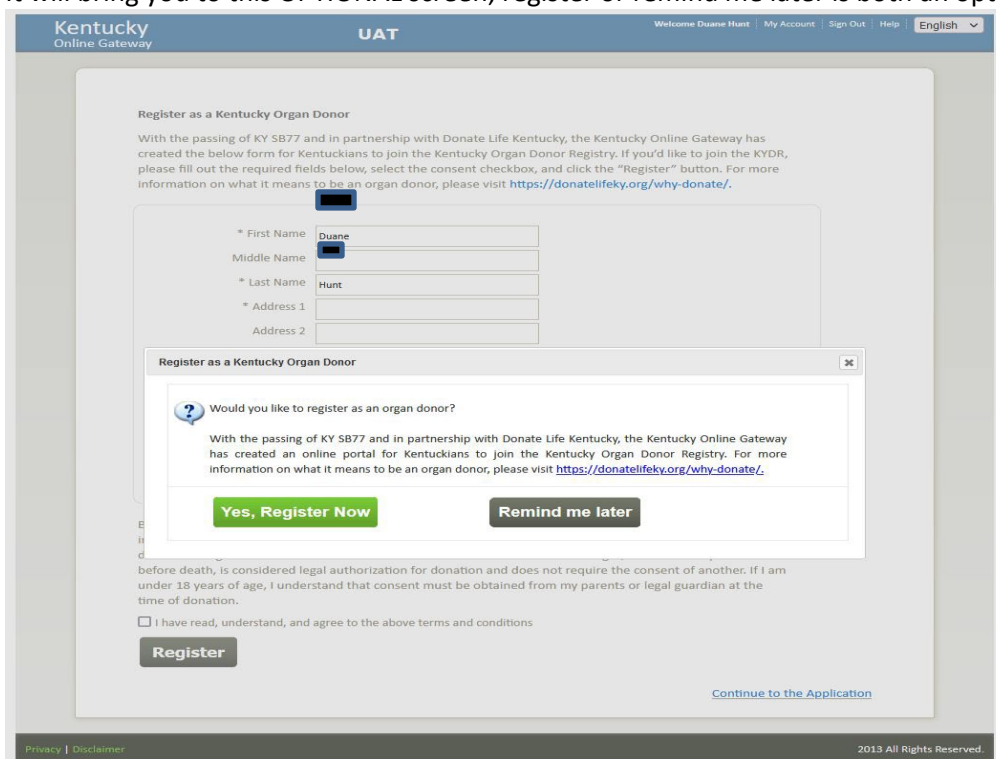 It will bring you to this OPTIONAL screen, register or remind me later is both an opt
Kentucky
Online Gateway
UAT
Welcome Duane Hunt | My Account | Sign Out | Help | English
Register as a Kentucky Organ Donor
With the passing of KY SB77 and in partnership with Donate Life Kentucky, the Kentucky Online Gateway has
created the below form for Kentuckians to join the Kentucky Organ Donor Registry. If you'd like to join the KYDR,
please fill out the required fields below, select the consent checkbox, and click the "Register" button. For more
information on what it means to be an organ donor, please visit https://donatelifeky.org/why-donate/.
* First Name Duane
Middle Name
* Last Name Hunt
* Address 1
Address 2
Register as a Kentucky Organ Donor
Would you like to register as an organ donor?
With the passing of KY SB77 and in partnership with Donate Life Kentucky, the Kentucky Online Gateway
has created an online portal for Kentuckians to join the Kentucky Organ Donor Registry. For more
information on what it means to be an organ donor, please visit https://donatelifeky.org/why-donate/.
Yes, Register Now Remind me later
before death, is considered legal authorization for donation and does not require the consent of another. If I am
under 18 years of age, I understand that consent must be obtained from my parents or legal guardian at the
time of donation.
I have read, understand, and agree to the above terms and conditions
Register
Continue to the Application
Privacy | Disclaimer
2013 All Rights Reserved.